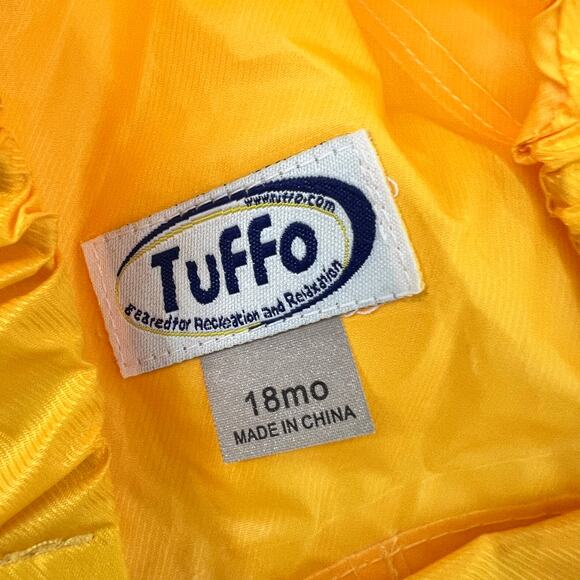 www.tuffo.com
Tuffo
gEaredfor Recreation and Relaxation
18mo
MADE IN CHINA